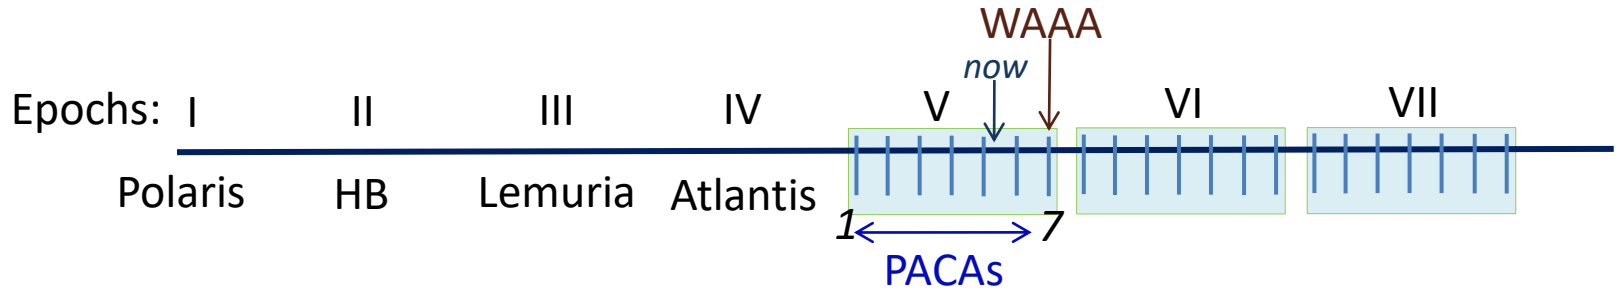 WAAA
now
Epochs: I II III IV V VI VII
Polaris HB Lemuria Atlantis
1 7
PACAs